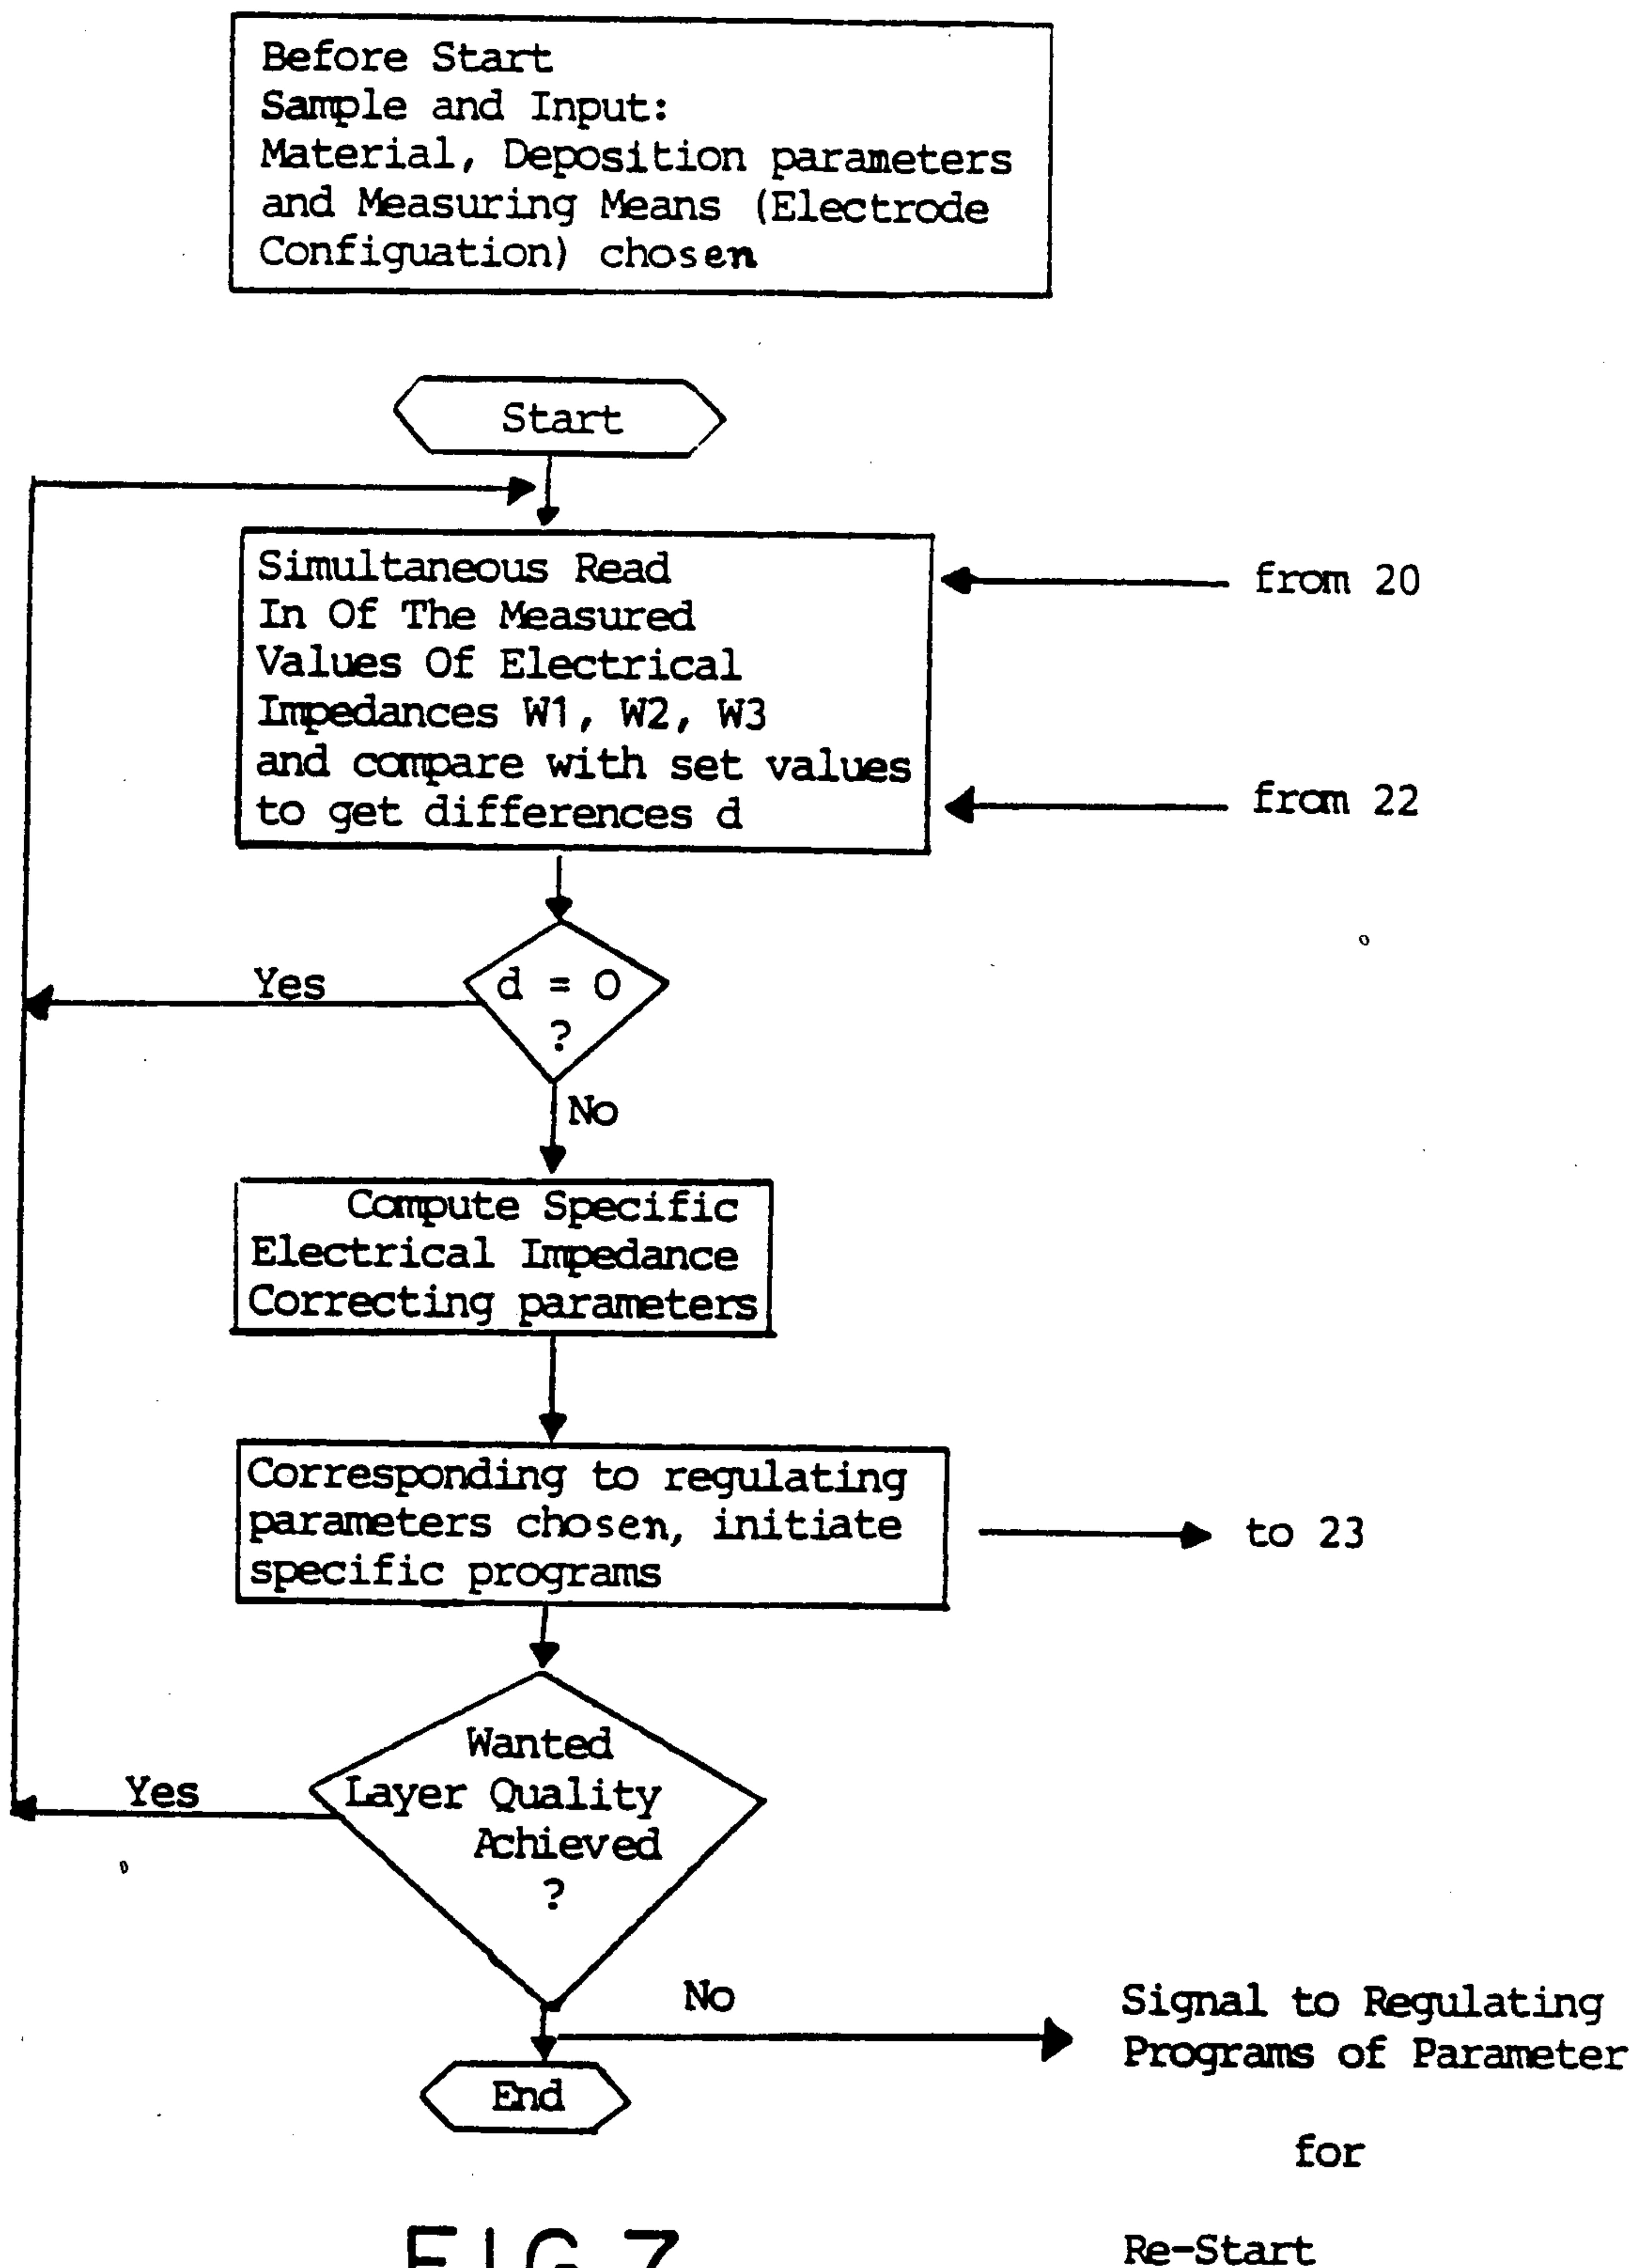 Before Start
Sample and Input:
Material, Deposition parameters
and Measuring Means (Electrode
Configuation) chosen
Start
Simultaneous Read
In Of The Measured
Values Of Electrical
Impedances W1, W2, W3
and compare with set values
to get differences d
from 20
from 22
d = 0
?
Yes
No
Compute Specific
Electrical Impedance
Correcting parameters
Corresponding to regulating
parameters chosen, initiate
specific programs
to 23
Wanted
Layer Quality
Achieved
?
Yes
No
Signal to Regulating
Programs of Parameter
for
Re-Start
End
FIG.7